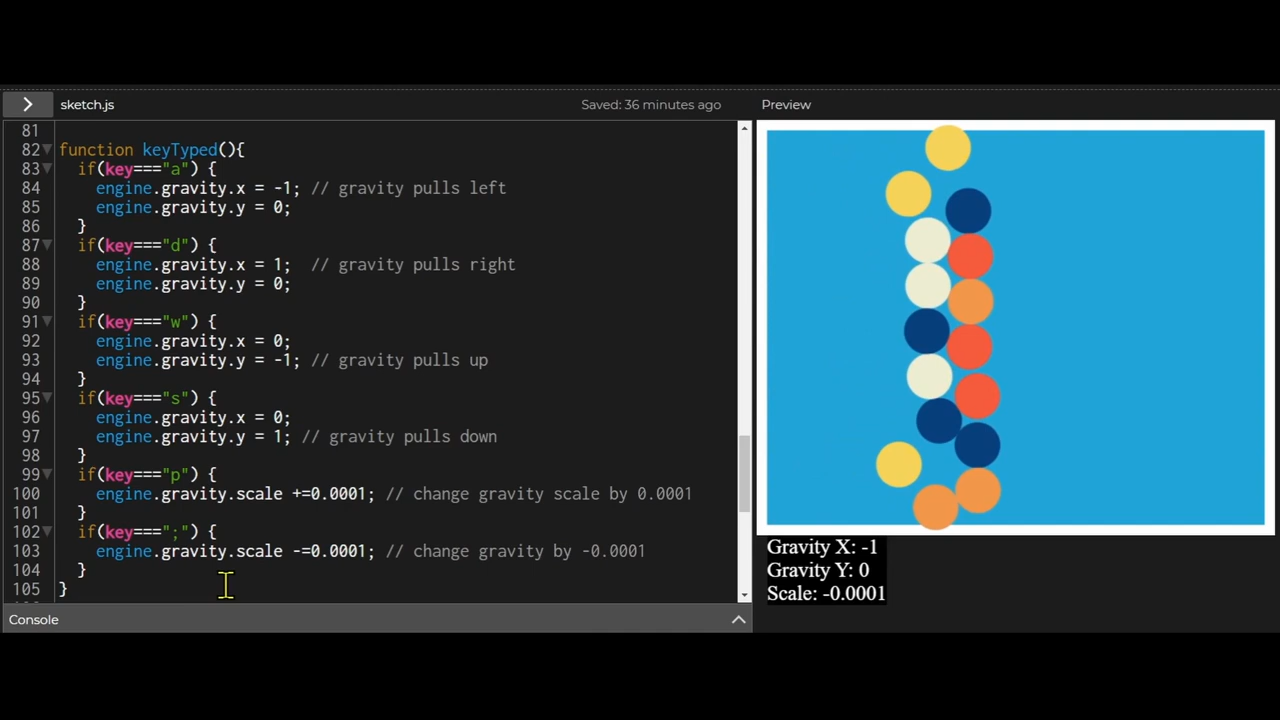 sketch.js
Saved: 36 minutes ago
Preview
81
82 function keyTyped(){
83 if(key==="a") {
84 engine.gravity.x = -1; // gravity pulls left
85 engine.gravity.y = 0;
86 }
87 if(key==="d") {
88 engine.gravity.x = 1; // gravity pulls right
89 engine.gravity.y = 0;
90 }
91 if(key==="w") {
92 engine.gravity.x = 0;
93 engine.gravity.y = -1; // gravity pulls up
94 }
95 if(key==="s") {
96 engine.gravity.x = 0;
97 engine.gravity.y = 1; // gravity pulls down
98 }
99 if(key==="p") {
100 engine.gravity.scale +=0.0001; // change gravity scale by 0.0001
101 }
102 if(key===";") {
103 engine.gravity.scale -=0.0001; // change gravity by -0.0001
104 }
105 }
Console
Gravity X: -1
Gravity Y: 0
Scale: -0.0001